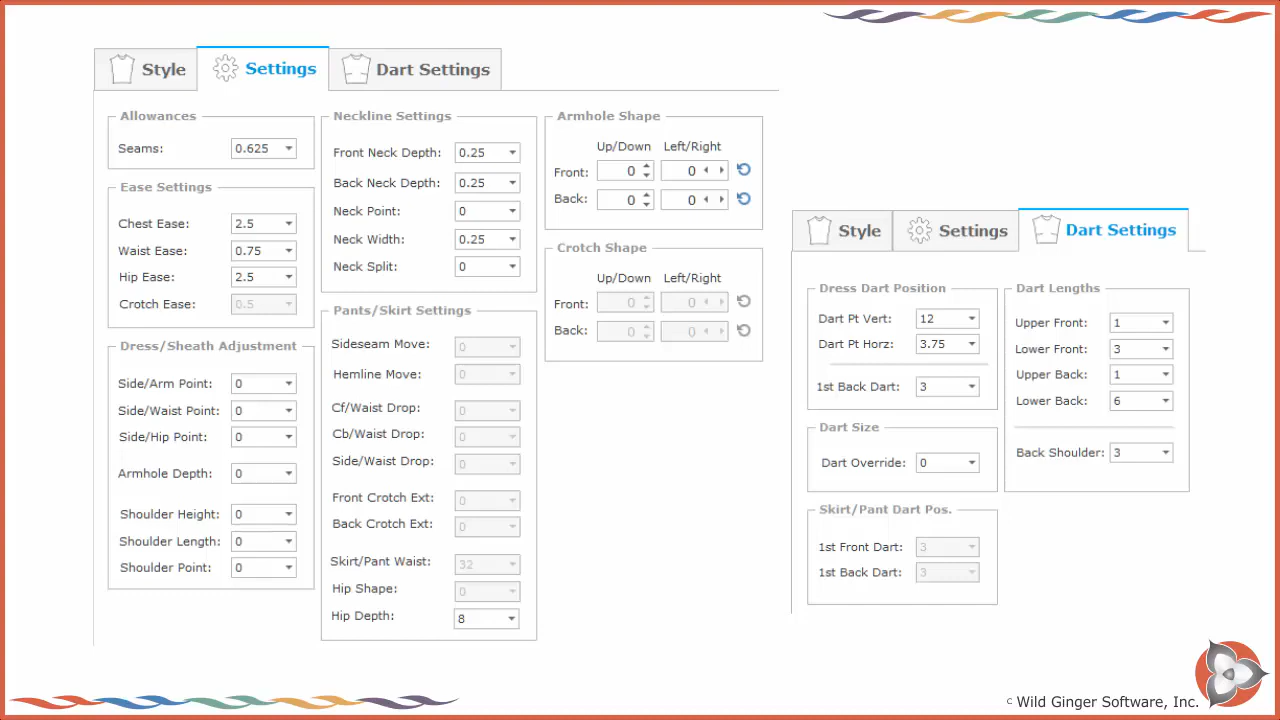 Style
Settings
Dart Settings
Allowances
Seams: 0.625
Ease Settings
Chest Ease: 2.5
Waist Ease: 0.75
Hip Ease: 2.5
Crotch Ease: 0.5
Dress/Sheath Adjustment
Side/Arm Point: 0
Side/Waist Point: 0
Side/Hip Point: 0
Armhole Depth: 0
Shoulder Height: 0
Shoulder Length: 0
Shoulder Point: 0
Neckline Settings
Front Neck Depth: 0.25
Back Neck Depth: 0.25
Neck Point: 0
Neck Width: 0.25
Neck Split: 0
Pants/Skirt Settings
Sideseam Move: 0
Hemline Move: 0
Cf/Waist Drop: 0
Cb/Waist Drop: 0
Side/Waist Drop: 0
Front Crotch Ext: 0
Back Crotch Ext: 0
Skirt/Pant Waist: 32
Hip Shape: 0
Hip Depth: 8
Armhole Shape
Up/Down Left/Right
Front: 0 0
Back: 0 0
Crotch Shape
Up/Down Left/Right
Front: 0 0
Back: 0 0
Style
Settings
Dart Settings
Dress Dart Position
Dart Pt Vert: 12
Dart Pt Horz: 3.75
1st Back Dart: 3
Dart Size
Dart Override: 0
Skirt/Pant Dart Pos.
1st Front Dart: 3
1st Back Dart: 3
Dart Lengths
Upper Front: 1
Lower Front: 3
Upper Back: 1
Lower Back: 6
Back Shoulder: 3
© Wild Ginger Software, Inc.